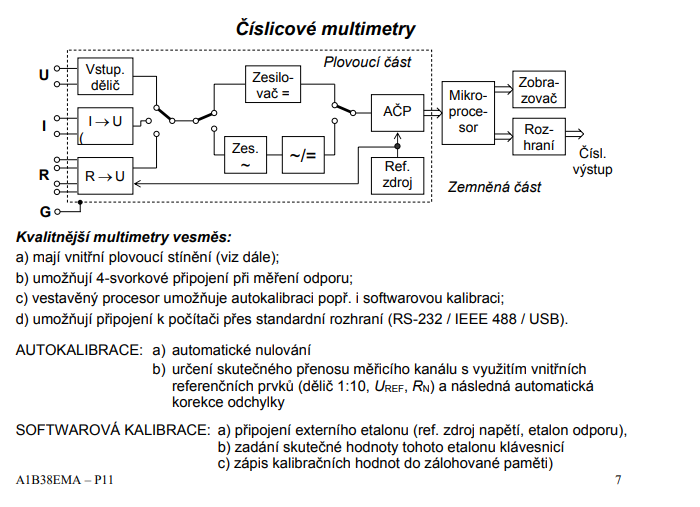 Číslicové multimetry
Plovoucí část
U
Vstup.
dělič
Zesilo-
vač =
I
I → U
(
AČP
Mikro-
proce-
sor
Zobra-
zovač
Roz-
hraní
Čísl.
výstup
Zes.
~
~/=
R
R → U
Ref.
zdroj
Zemněná část
G
Kvalitnější multimetry vesměs:
a) mají vnitřní plovoucí stínění (viz dále);
b) umožňují 4-svorkové připojení při měření odporu;
c) vestavěný procesor umožňuje autokalibraci popř. i softwarovou kalibraci;
d) umožňují připojení k počítači přes standardní rozhraní (RS-232 / IEEE 488 / USB).
AUTOKALIBRACE: a) automatické nulování
b) určení skutečného přenosu měřicího kanálu s využitím vnitřních
referenčních prvků (dělič 1:10, UREF, RN) a následná automatická
korekce odchylky
SOFTWAROVÁ KALIBRACE: a) připojení externího etalonu (ref. zdroj napětí, etalon odporu),
b) zadání skutečné hodnoty tohoto etalonu klávesnicí
c) zápis kalibračních hodnot do zálohované paměti)
A1B38EMA – P11
7